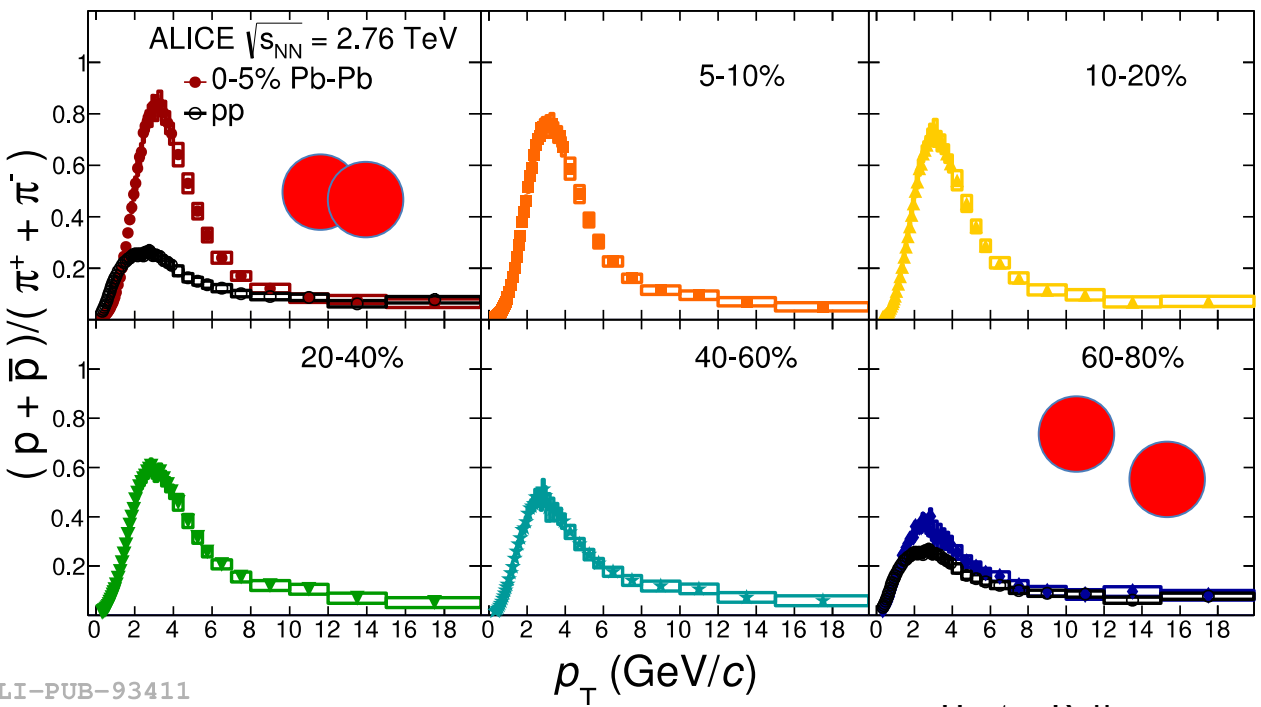 ALICE √s_NN = 2.76 TeV
0-5% Pb-Pb
pp
5-10%
10-20%
1
0.8
0.6
0.4
0.2
20-40%
40-60%
60-80%
1
0.8
0.6
0.4
0.2
0 2 4 6 8 10 12 14 16 18
0 2 4 6 8 10 12 14 16 18
0 2 4 6 8 10 12 14 16 18
(p + p̅)/(π⁺ + π⁻)
p_T (GeV/c)
LI-PUB-93411